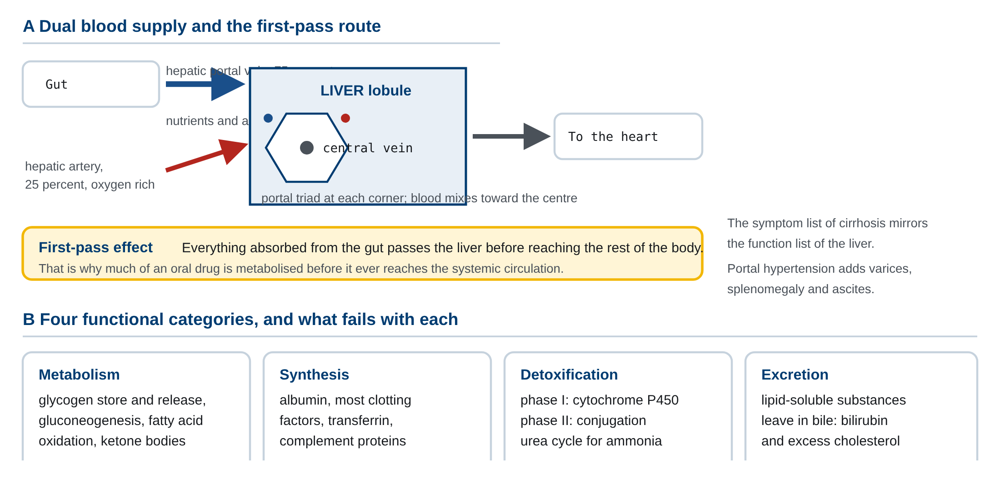 A Dual blood supply and the first-pass route
hepatic portal
Gut
LIVER lobule
nutrients and
central vein
To the heart
hepatic artery,
25 percent, oxygen rich
portal triad at each corner; blood mixes toward the centre
The symptom list of cirrhosis mirrors
the function list of the liver.
First-pass effect Everything absorbed from the gut passes the liver before reaching the rest of the body.
That is why much of an oral drug is metabolised before it ever reaches the systemic circulation.
Portal hypertension adds varices,
splenomegaly and ascites.
B Four functional categories, and what fails with each
Metabolism
glycogen store and release,
gluconeogenesis, fatty acid
oxidation, ketone bodies
Synthesis
albumin, most clotting
factors, transferrin,
complement proteins
Detoxification
phase I: cytochrome P450
phase II: conjugation
urea cycle for ammonia
Excretion
lipid-soluble substances
leave in bile: bilirubin
and excess cholesterol